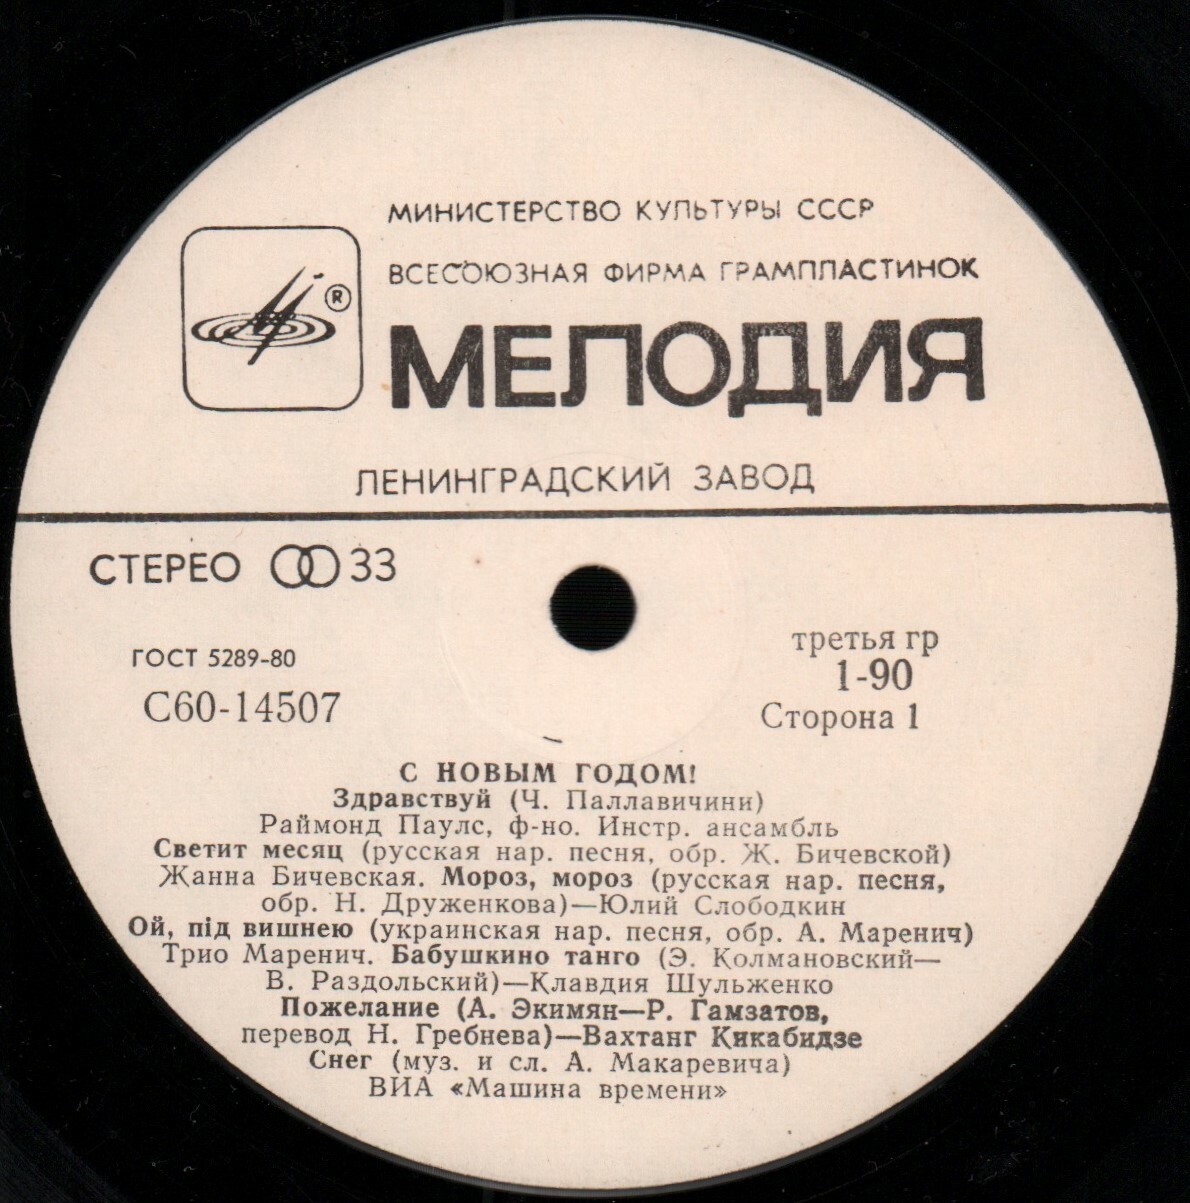 МИНИСТЕРСТВО КУЛЬТУРЫ СССР
ВСЕСОЮЗНАЯ ФИРМА ГРАМПЛАСТИНОК
®
МЕЛОДИЯ
ЛЕНИНГРАДСКИЙ ЗАВОД
СТЕРЕО 33
ГОСТ 5289-80
С60-14507
третья гр
1-90
Сторона 1
С НОВЫМ ГОДОМ!
Здравствуй (Ч. Паллавичини)
Раймонд Паулс, ф-но. Инстр. ансамбль
Светит месяц (русская нар. песня, обр. Ж. Бичевской)
Жанна Бичевская. Мороз, мороз (русская нар. песня,
обр. Н. Друженкова)—Юлий Слободкин
Ой, під вишнею (украинская нар. песня, обр. А. Маренич)
Трио Маренич. Бабушкино танго (Э. Колмановский—
В. Раздольский)—Клавдия Шульженко
Пожелание (А. Экимян—Р. Гамзатов,
перевод Н. Гребнева)—Вахтанг Кикабидзе
Снег (муз. и сл. А. Макаревича)
ВИА «Машина времени»